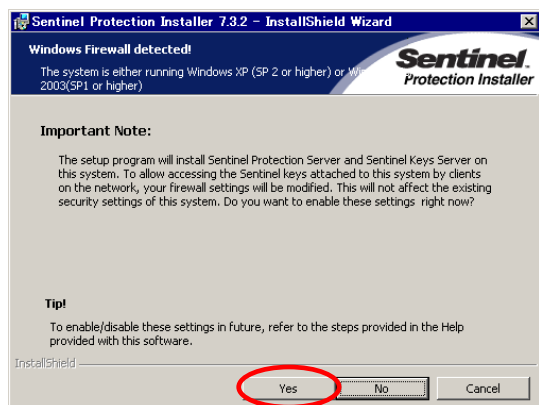 Sentinel Protection Installer 7.3.2 - InstallShield Wizard
Windows Firewall detected!
The system is either running Windows XP (SP 2 or higher) or
2003(SP1 or higher)
Sentinel.
Protection Installer
Important Note:
The setup program will install Sentinel Protection Server and Sentinel Keys Server on
this system. To allow accessing the Sentinel keys attached to this system by clients
on the network, your firewall settings will be modified. This will not affect the existing
security settings of this system. Do you want to enable these settings right now?
Tip!
To enable/disable these settings in future, refer to the steps provided in the Help
provided with this software.
InstallShield
Yes
No
Cancel